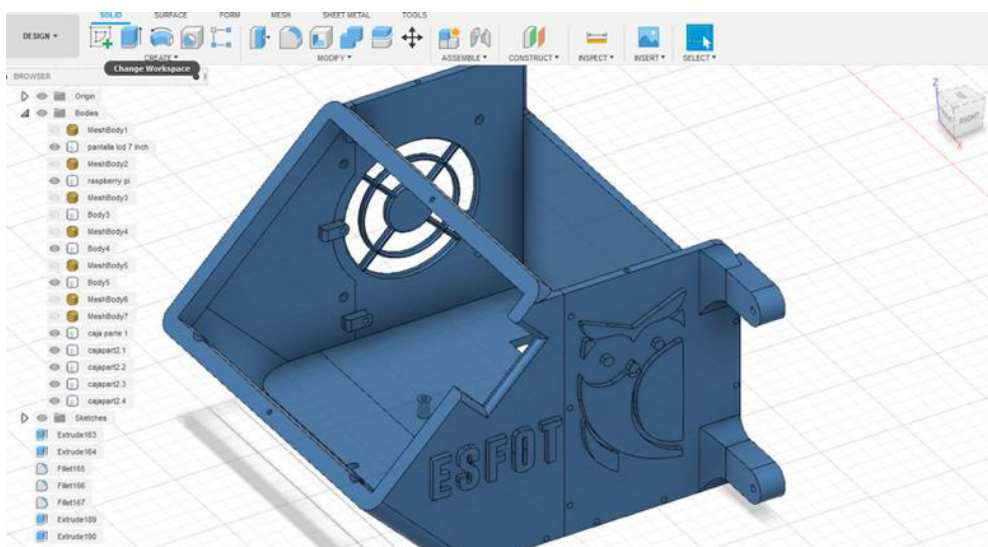 SOLID SURFACE FORM MESH SHEET METAL TOOLS
DESIGN
CREATE MODIFY ASSEMBLE CONSTRUCT INSPECT INSERT SELECT
Change Workspace
BROWSER
Origin
Bodies
MeshBody1
pantalla lcd 7 inch
MeshBody2
raspberry pi
MeshBody3
Body3
MeshBody4
Body4
MeshBody5
Body5
MeshBody6
MeshBody7
caja parte 1
cajapart2.1
cajapart2.2
cajapart2.3
cajapart2.4
Sketches
Extrude163
Extrude164
Fillet165
Fillet166
Fillet167
Extrude189
Extrude190
ESFOT
Z
RIGHT
X